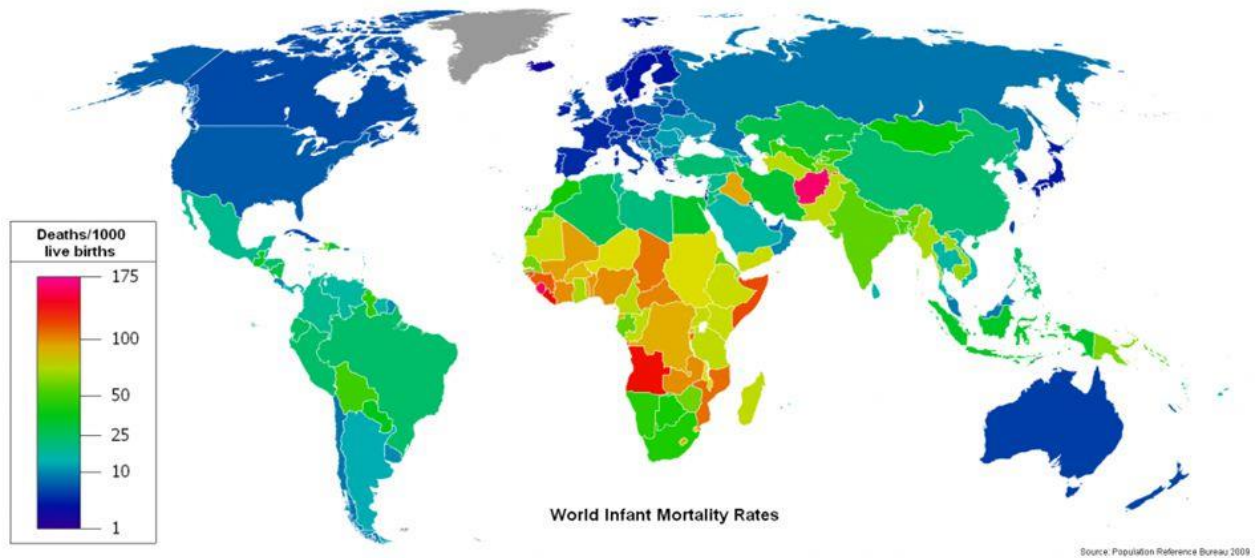 Deaths/1000
live births
175
100
50
25
10
1
World Infant Mortality Rates
Source: Population Reference Bureau 2009